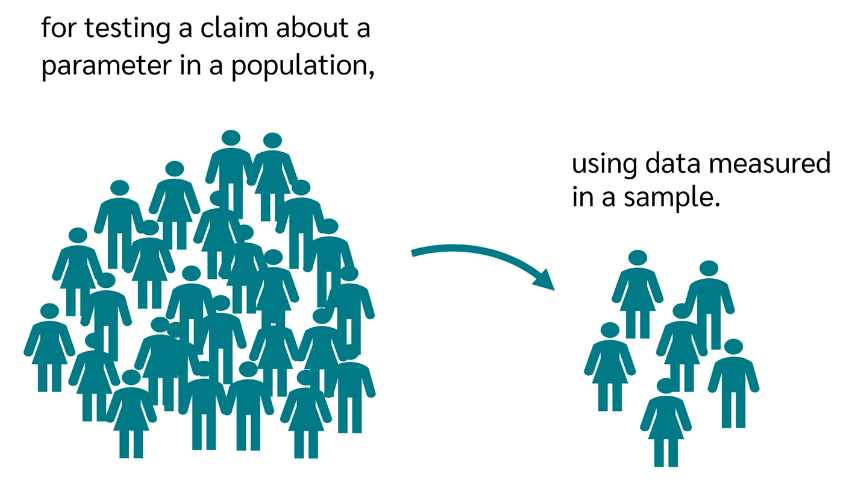 for testing a claim about a
parameter in a population,
using data measured
in a sample.